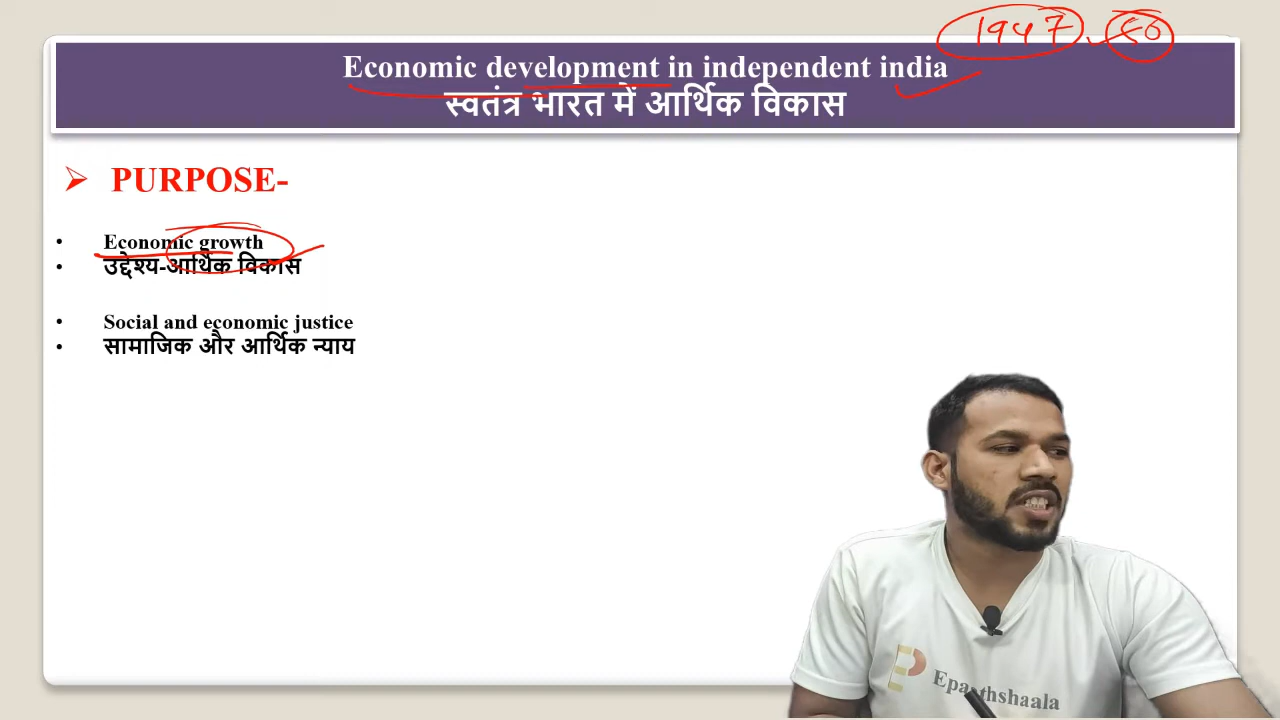 1947
Economic development in independent india
स्वतंत्र भारत में आर्थिक विकास
➢ PURPOSE-
• Economic growth
• उद्देश्य-आर्थिक विकास
• Social and economic justice
• सामाजिक और आर्थिक न्याय
Epaathshaala